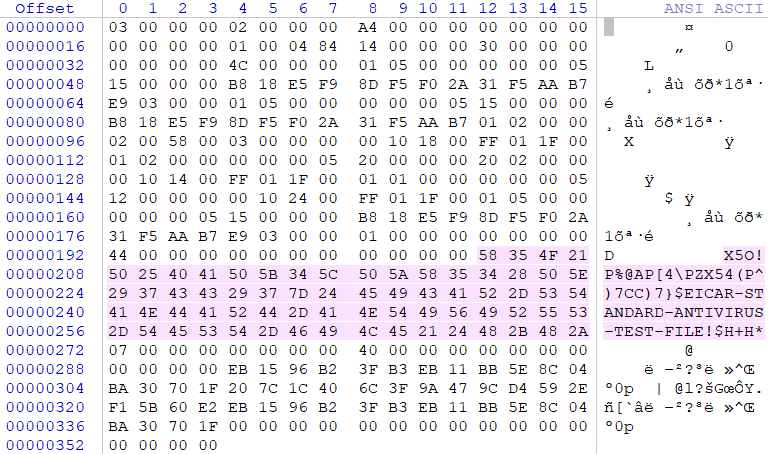 Offset 0 1 2 3 4 5 6 7 8 9 10 11 12 13 14 15 ANSI ASCII
00000000 03 00 00 00 02 00 00 00 A4 00 00 00 00 00 00 00 ¤
00000016 00 00 00 00 01 00 04 84 14 00 00 00 30 00 00 00 „ 0
00000032 00 00 00 00 4C 00 00 00 01 05 00 00 00 00 00 05 L
00000048 15 00 00 00 B8 18 E5 F9 8D F5 F0 2A 31 F5 AA B7 ¸ åù õð*1õª·
00000064 E9 03 00 00 01 05 00 00 00 00 00 05 15 00 00 00 é
00000080 B8 18 E5 F9 8D F5 F0 2A 31 F5 AA B7 01 02 00 00 ¸ åù õð*1õª·
00000096 02 00 58 00 03 00 00 00 00 10 18 00 FF 01 1F 00 X ÿ
00000112 01 02 00 00 00 00 00 05 20 00 00 00 20 02 00 00
00000128 00 10 14 00 FF 01 1F 00 01 01 00 00 00 00 00 05 ÿ
00000144 12 00 00 00 00 10 24 00 FF 01 1F 00 01 05 00 00 $ ÿ
00000160 00 00 00 05 15 00 00 00 B8 18 E5 F9 8D F5 F0 2A ¸ åù õð*
00000176 31 F5 AA B7 E9 03 00 00 01 00 00 00 00 00 00 00 1õª·é
00000192 44 00 00 00 00 00 00 00 00 00 00 00 58 35 4F 21 D X5O!
00000208 50 25 40 41 50 5B 34 5C 50 5A 58 35 34 28 50 5E P%@AP[4\PZX54(P^
00000224 29 37 43 43 29 37 7D 24 45 49 43 41 52 2D 53 54 )7CC)7}$EICAR-ST
00000240 41 4E 44 41 52 44 2D 41 4E 54 49 56 49 52 55 53 ANDARD-ANTIVIRUS
00000256 2D 54 45 53 54 2D 46 49 4C 45 21 24 48 2B 48 2A -TEST-FILE!$H+H*
00000272 07 00 00 00 00 00 00 00 40 00 00 00 00 00 00 00 @
00000288 00 00 00 00 EB 15 96 B2 3F B3 EB 11 BB 5E 8C 04 ë –²?³ë »^Œ
00000304 BA 30 70 1F 20 7C 1C 40 6C 3F 9A 47 9C D4 59 2E º0p | @l?šGœÔY.
00000320 F1 5B 60 E2 EB 15 96 B2 3F B3 EB 11 BB 5E 8C 04 ñ[`âë –²?³ë »^Œ
00000336 BA 30 70 1F 00 00 00 00 00 00 00 00 00 00 00 00 º0p
00000352 00 00 00 00